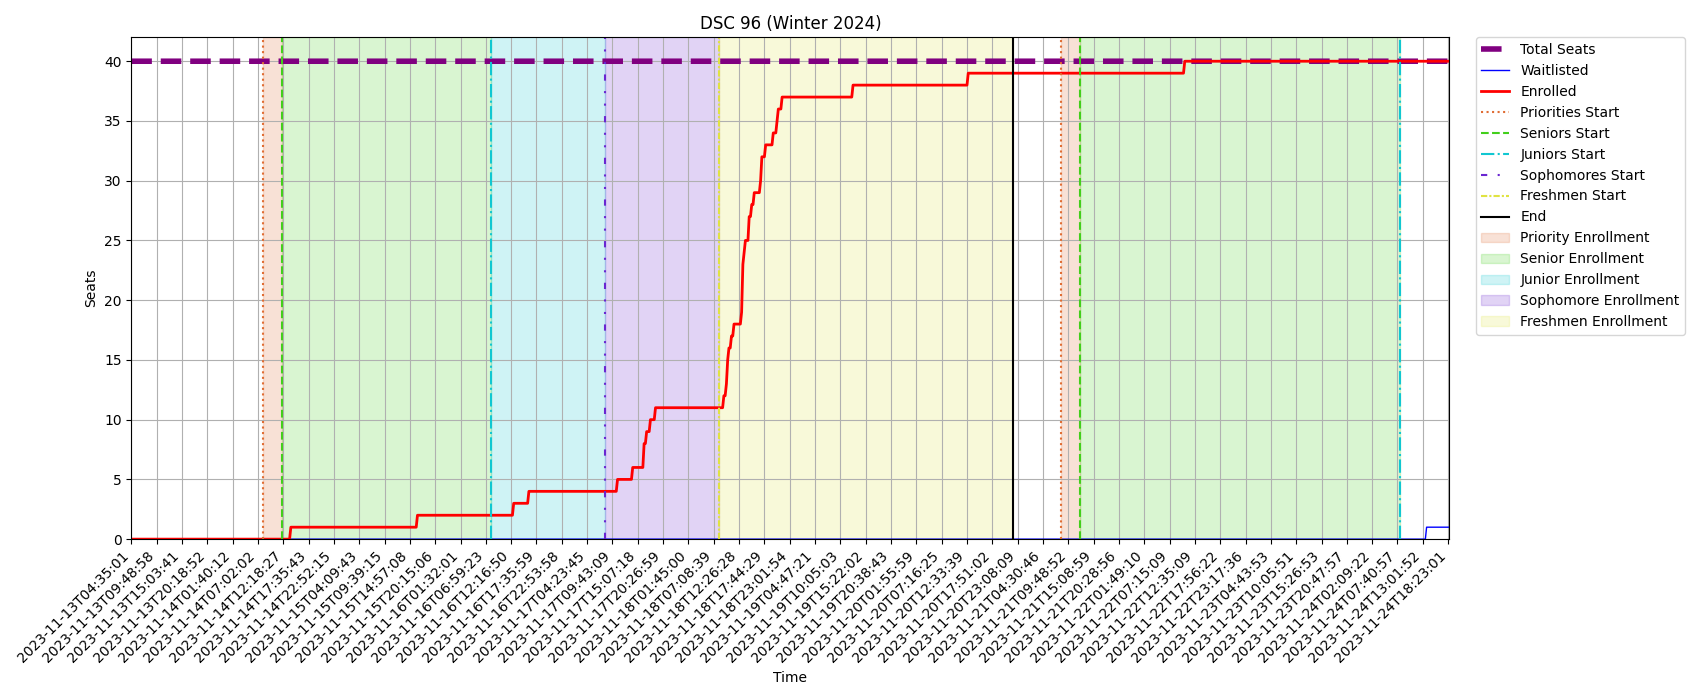 DSC 96 (Winter 2024)
Total Seats
Waitlisted
Enrolled
Priorities Start
Seniors Start
Juniors Start
Sophomores Start
Freshmen Start
End
Priority Enrollment
Senior Enrollment
Junior Enrollment
Sophomore Enrollment
Freshmen Enrollment
Seats
40
35
30
25
20
15
10
5
0
2023-11-13T04:35:01
2023-11-13T09:48:58
2023-11-13T15:03:41
2023-11-13T20:18:52
2023-11-14T01:40:12
2023-11-14T07:02:02
2023-11-14T12:18:27
2023-11-14T17:35:43
2023-11-14T22:52:15
2023-11-15T04:09:43
2023-11-15T09:39:15
2023-11-15T14:57:08
2023-11-15T20:15:06
2023-11-16T01:32:01
2023-11-16T06:59:23
2023-11-16T12:16:50
2023-11-16T17:35:59
2023-11-16T22:53:58
2023-11-17T04:23:45
2023-11-17T09:43:05
2023-11-17T15:07:18
2023-11-17T20:26:59
2023-11-18T01:45:00
2023-11-18T07:08:39
2023-11-18T12:26:28
2023-11-18T17:44:29
2023-11-18T23:01:54
2023-11-19T04:47:21
2023-11-19T10:05:03
2023-11-19T15:22:02
2023-11-19T20:38:43
2023-11-20T01:55:59
2023-11-20T07:16:25
2023-11-20T12:33:39
2023-11-20T17:51:02
2023-11-20T23:08:09
2023-11-21T04:30:46
2023-11-21T09:48:52
2023-11-21T15:08:59
2023-11-21T20:28:56
2023-11-22T01:49:10
2023-11-22T07:15:09
2023-11-22T12:35:09
2023-11-22T17:56:22
2023-11-22T23:17:36
2023-11-23T04:43:53
2023-11-23T10:05:51
2023-11-23T15:26:53
2023-11-23T20:47:57
2023-11-24T02:09:22
2023-11-24T07:40:57
2023-11-24T13:01:52
2023-11-24T18:23:01
Time